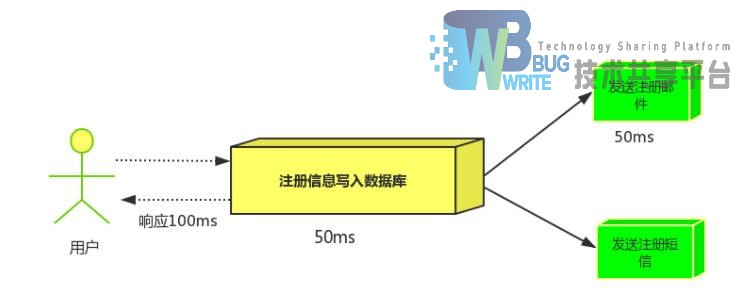 WB
BUG
WRITE
Technology Sharing Platform
技术共享平台
发送注册邮
件
50ms
注册信息写入数据库
响应100ms
用户
50ms
发送注册短
信